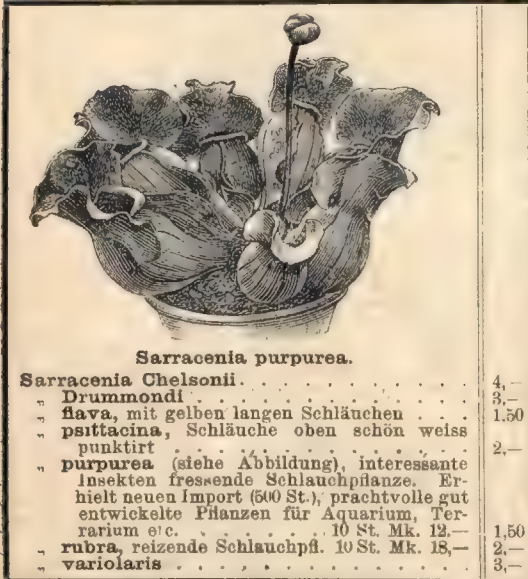 Sarracenia purpurea.
Sarracenia Chelsonii . . . . . . . . . . . . 4,—
„ Drummondi . . . . . . . . . . . . . . 3,—
„ flava, mit gelben langen Schläuchen . . . 1.50
„ psittacina, Schläuche oben schön weiss
punktirt . . . . . . . . . . . . . . 2,—
„ purpurea (siehe Abbildung), interessante
Insekten fressende Schlauchpflanze. Er-
hielt neuen Import (500 St.), prachtvolle gut
entwickelte Pflanzen für Aquarium, Ter-
rarium etc. . . . . . . 10 St. Mk. 12.— 1,50
„ rubra, reizende Schlauchpfl. 10 St. Mk. 18,— 2,—
„ variolaris . . . . . . . . . . . . . . 3,—